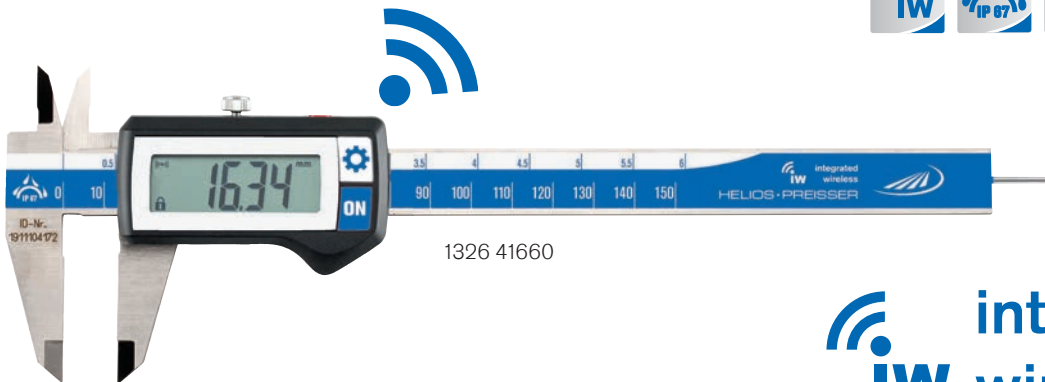 iW
IP 67
0.5
3.5 4 4.5 5 5.5 6
16.34 mm
IP 67 0 10
90 100 110 120 130 140 150
ON
iw integrated
wireless
HELIOS·PREISSER
ID-Nr.
1911104172
1326 41660
int
iw